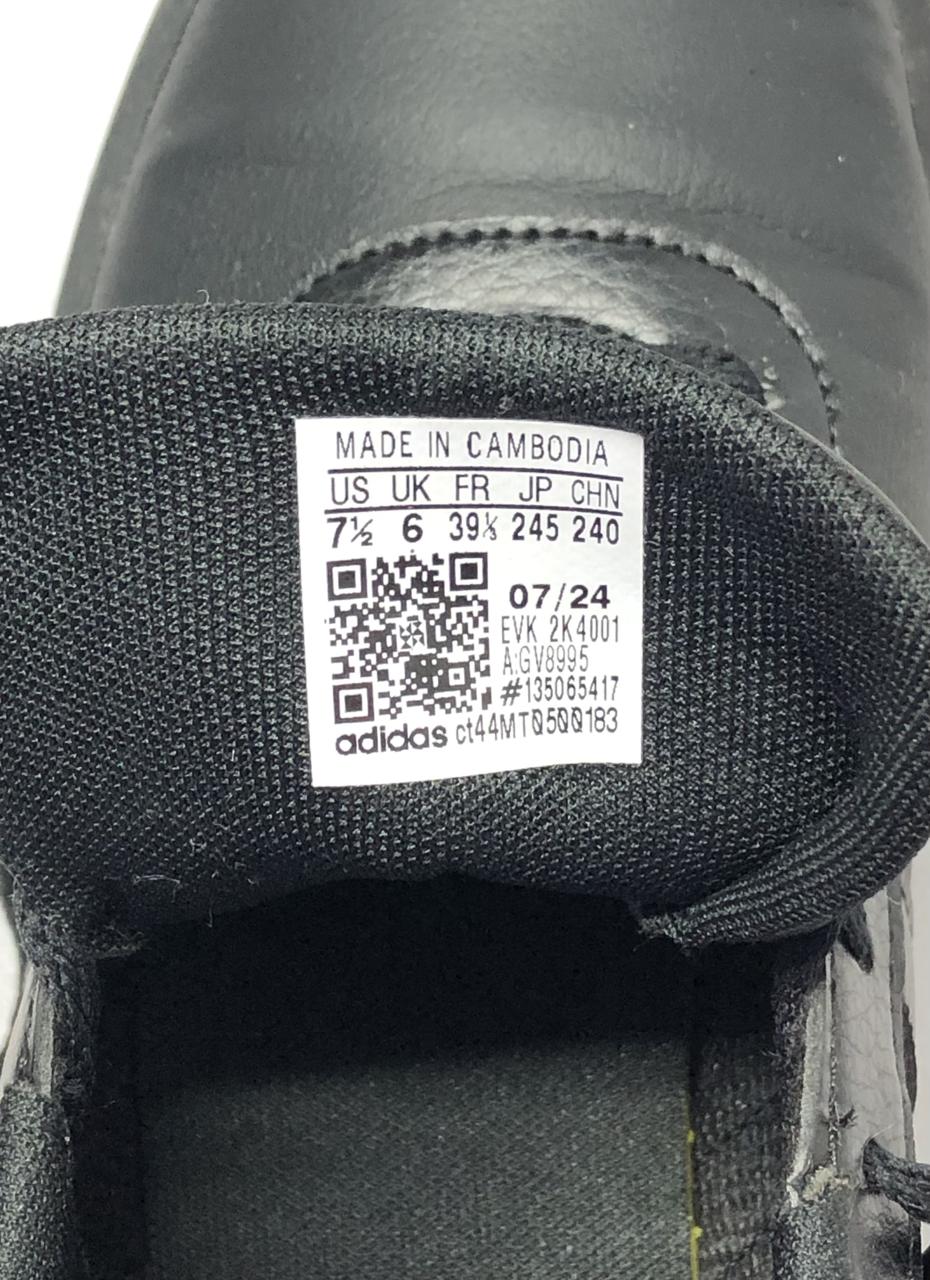 MADE IN CAMBODIA
US UK FR JP CHN
7½ 6 39⅓ 245 240
07/24
EVK 2K4001
A:GV8995
#135065417
adidas ct44MT0500183